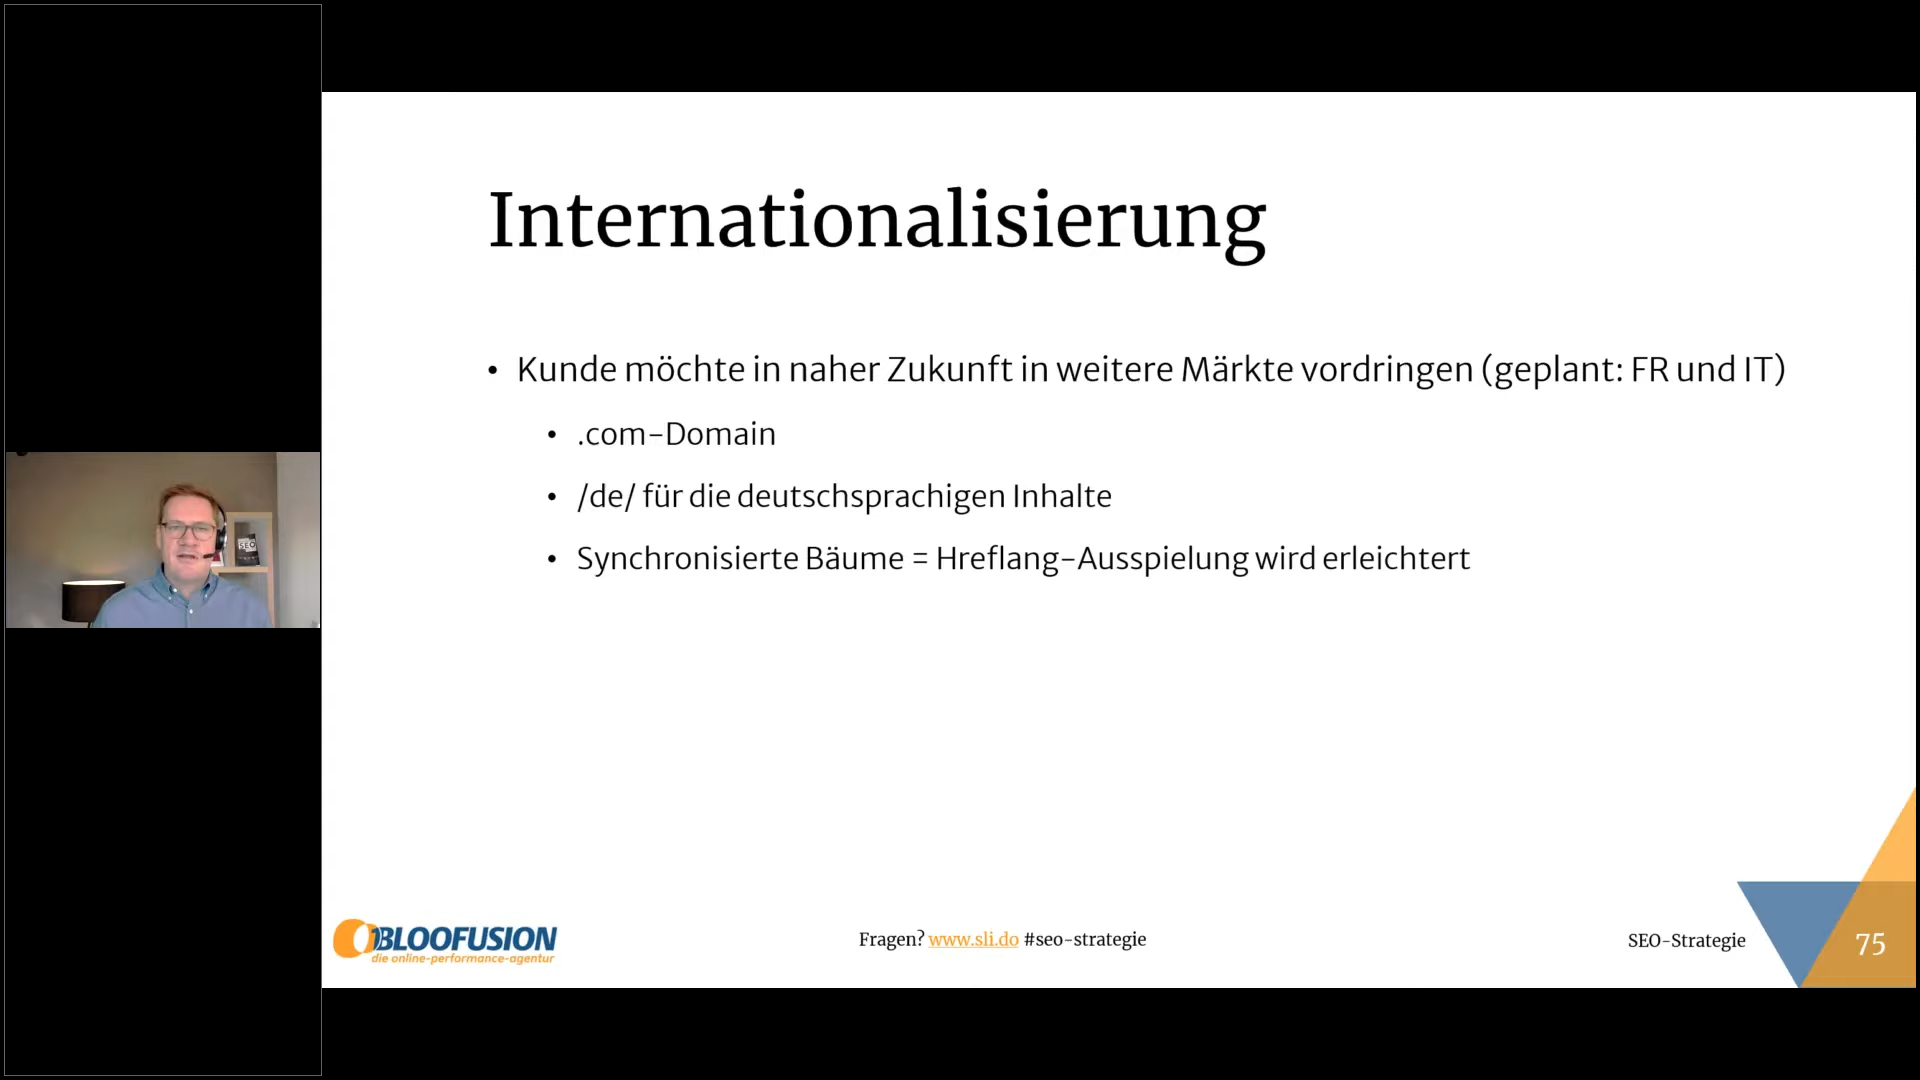 Internationalisierung
• Kunde möchte in naher Zukunft in weitere Märkte vordringen (geplant: FR und IT)
• .com-Domain
• /de/ für die deutschsprachigen Inhalte
• Synchronisierte Bäume = Hreflang-Ausspielung wird erleichtert
SEO
BLOOFUSION
die online-performance-agentur
Fragen? www.sli.do #seo-strategie
SEO-Strategie
75